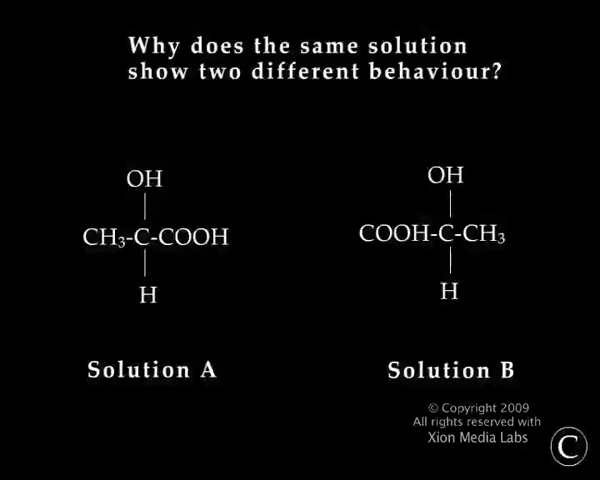 Why does the same solution
show two different behaviour?
OH
CH₃-C-COOH
H
Solution A
OH
COOH-C-CH₃
H
Solution B
© Copyright 2009
All rights reserved with
Xion Media Labs
C